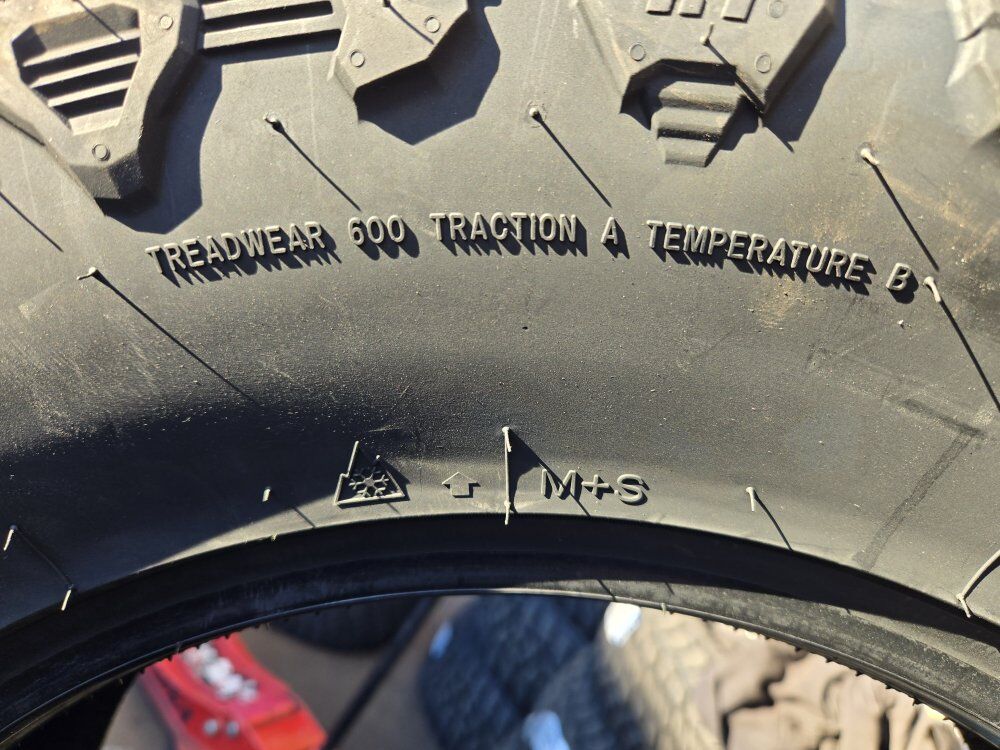 TREADWEAR 600 TRACTION A TEMPERATURE B
M+S